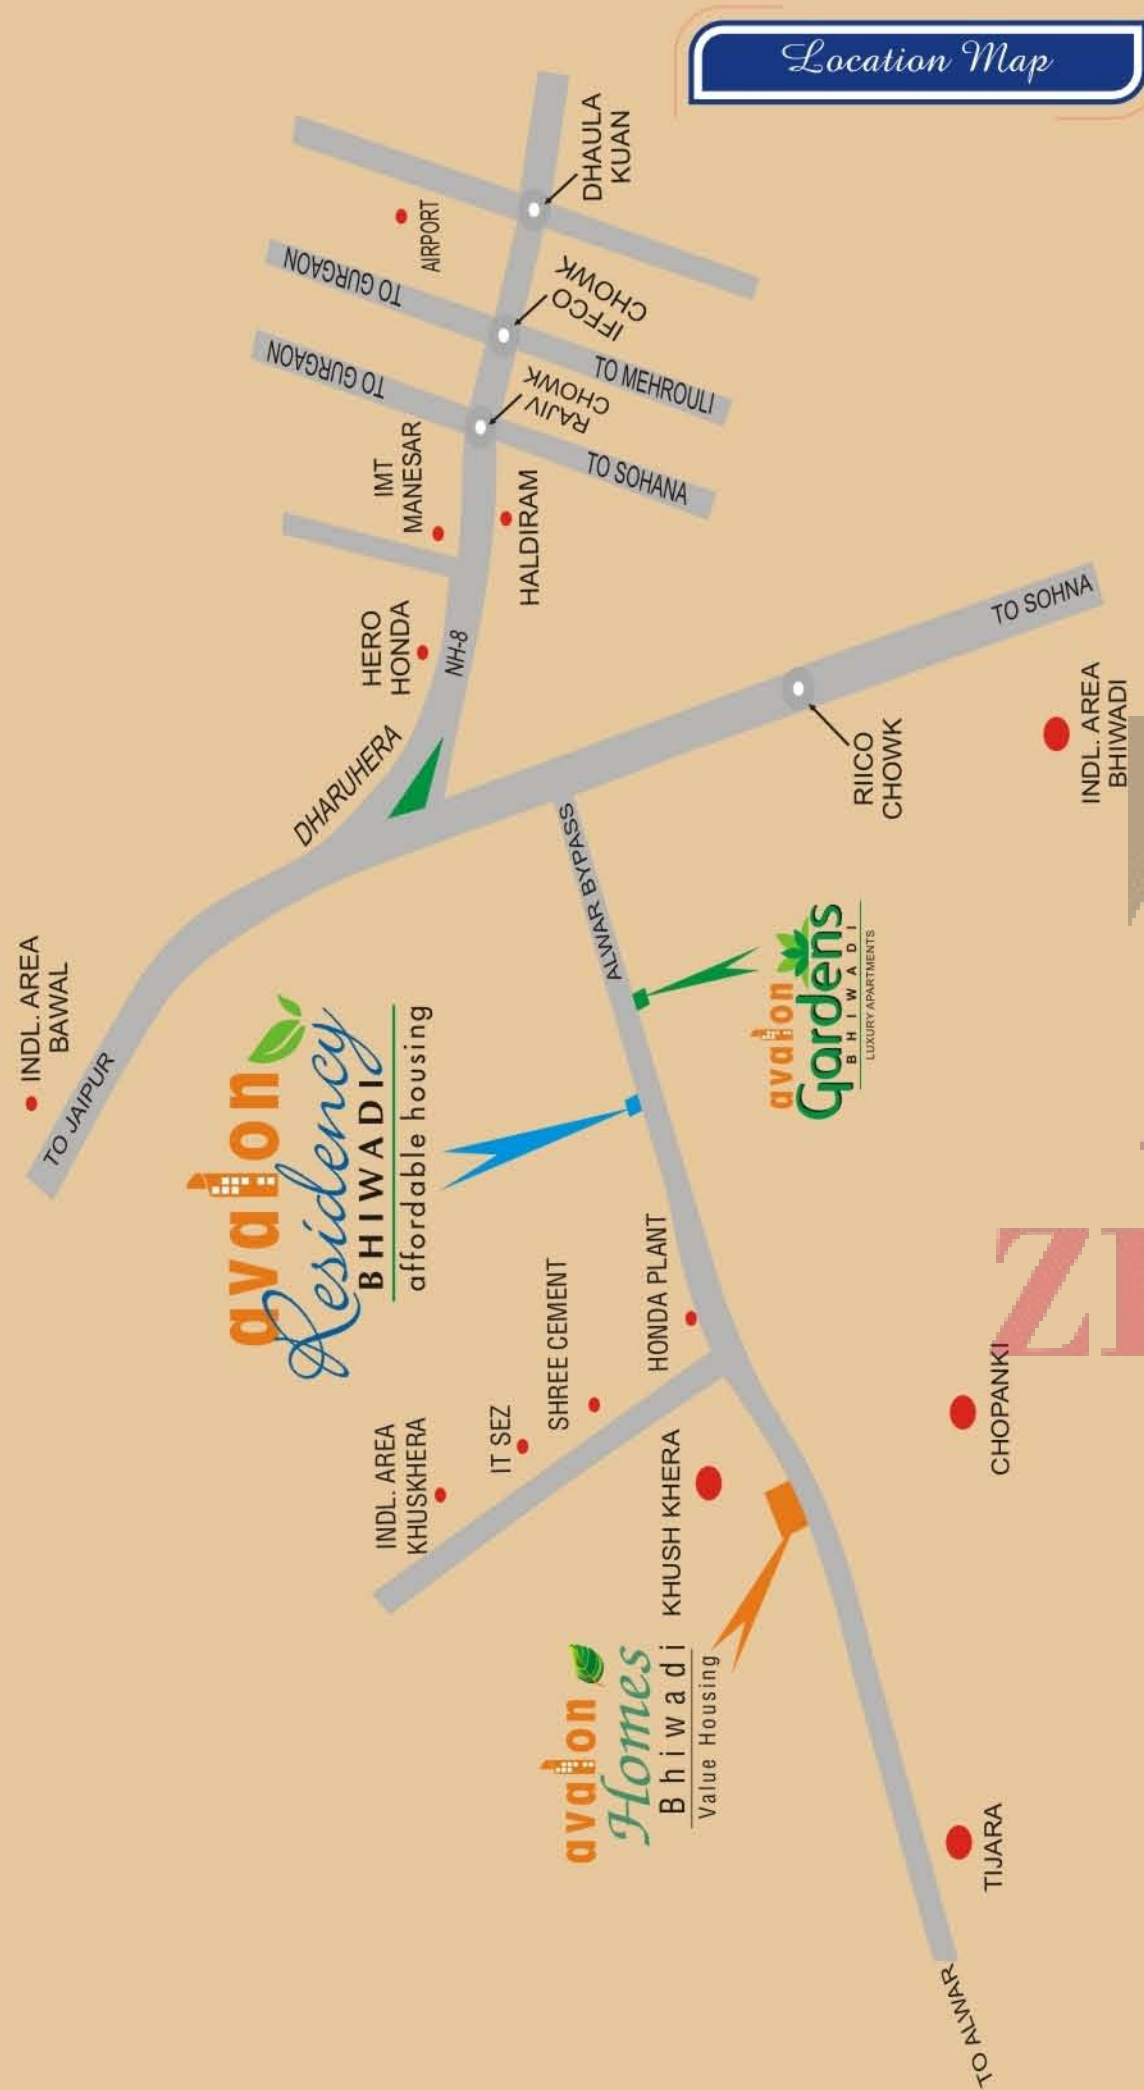 Location Map
DHAULA
KUAN
AIRPORT
TO GURGAON
IFFCO
CHOWK
TO MEHROULI
TO GURGAON
RAJIV
CHOWK
TO SOHANA
IMT
MANESAR
HALDIRAM
HERO
HONDA
NH-8
DHARUHERA
TO SOHNA
RIICO
CHOWK
INDL. AREA
BHIWADI
ALWAR BYPASS
INDL. AREA
BAWAL
TO JAIPUR
avalon
Residency
BHIWADI
affordable housing
avalon
Gardens
BHIWADI
LUXURY APARTMENTS
HONDA PLANT
SHREE CEMENT
IT SEZ
INDL. AREA
KHUSKHERA
KHUSH KHERA
CHOPANKI
avalon
Homes
Bhiwadi
Value Housing
TIJARA
TO ALWAR